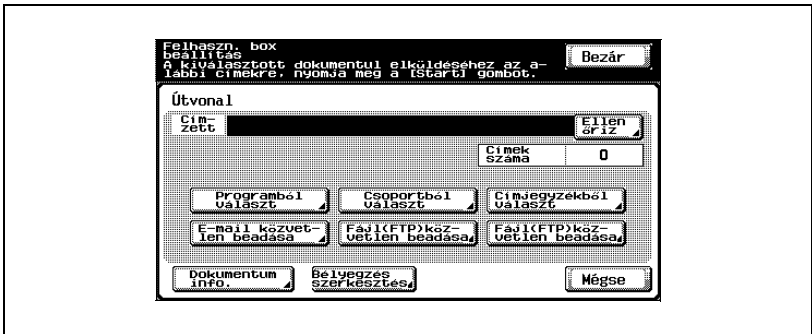 Felhaszn. box
beállítás
A kiválasztott dokumentul elküldéséhez az a-
lábbi címekre, nyomja meg a [Start] gombot.
Bezár
Útvonal
Cím-
zett
Ellen
őriz
Címek
száma
0
Programból
választ
Csoportból
választ
Címjegyzékből
választ
E-mail közvet-
len beadása
Fájl(FTP)köz-
vetlen beadása
Fájl(FTP)köz-
vetlen beadása
Dokumentum
info.
Bélyegzés
szerkesztés
Mégse